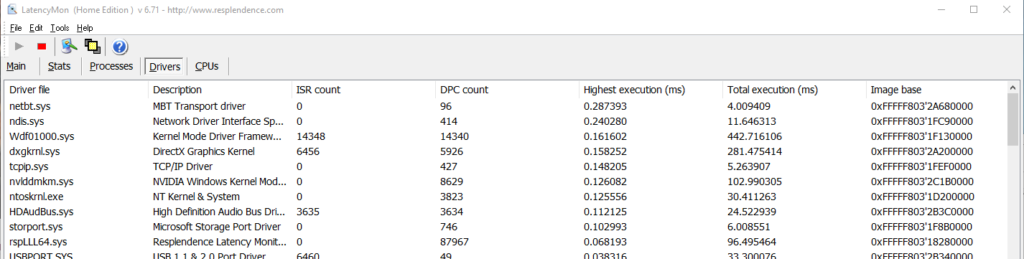 LatencyMon (Home Edition ) v 6.71 - http://www.resplendence.com
File Edit Tools Help
Main Stats Processes Drivers CPUs
Driver file Description ISR count DPC count Highest execution (ms) Total execution (ms) Image base
netbt.sys MBT Transport driver 0 96 0.287393 4.009409 0xFFFFF803'2A680000
ndis.sys Network Driver Interface Sp... 0 414 0.240280 11.646313 0xFFFFF803'1FC90000
Wdf01000.sys Kernel Mode Driver Framew... 14348 14340 0.161602 442.716106 0xFFFFF803'1F130000
dxgkrnl.sys DirectX Graphics Kernel 6456 5926 0.158252 281.475414 0xFFFFF803'2A200000
tcpip.sys TCP/IP Driver 0 427 0.148205 5.263907 0xFFFFF803'1FEF0000
nvlddmkm.sys NVIDIA Windows Kernel Mod... 0 8629 0.126082 102.990305 0xFFFFF803'2C1B0000
ntoskrnl.exe NT Kernel & System 0 3823 0.125556 30.411263 0xFFFFF803'1D200000
HDAudBus.sys High Definition Audio Bus Dri... 3635 3634 0.112125 24.522939 0xFFFFF803'2B3C0000
storport.sys Microsoft Storage Port Driver 0 746 0.102993 6.008551 0xFFFFF803'1F8B0000
rspLLL64.sys Resplendence Latency Monit... 0 87967 0.068193 96.495464 0xFFFFF803'18280000
USBPORT.SYS USB 1.1 & 2.0 Port Driver 6460 49 0.038316 33.300076 0xFFFFF803'2B340000